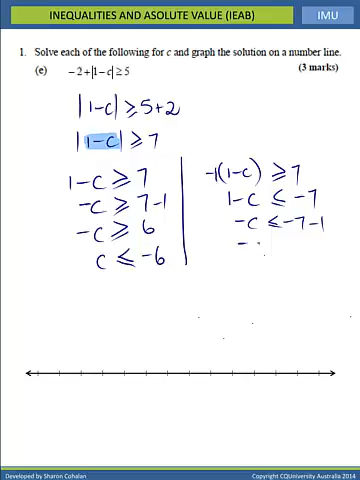 INEQUALITIES AND ASOLUTE VALUE (IEAB)
IMU
1. Solve each of the following for c and graph the solution on a number line.
(e) −2+|1−c| ≥ 5 (3 marks)
|1−c| ≥ 5+2
|1−c| ≥ 7
1−c ≥ 7
−c ≥ 7−1
−c ≥ 6
c ≤ −6
−1(1−c) ≥ 7
1−c ≤ −7
−c ≤ −7−1
−
Developed by Sharon Cohalan
Copyright CQUniversity Australia 2014